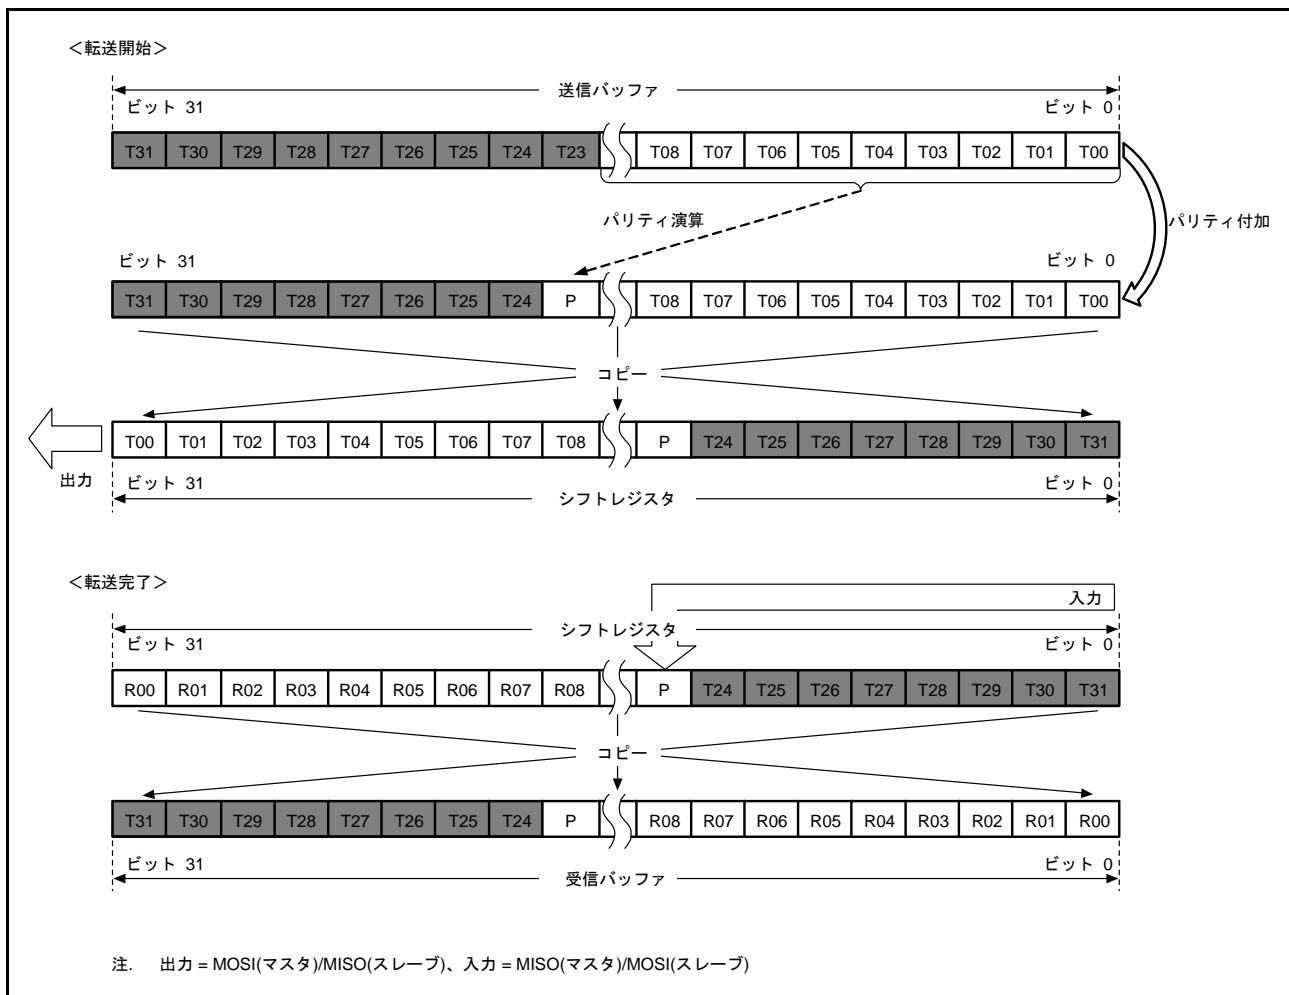 ＜転送開始＞
送信バッファ
ビット 31 ビット 0
T31 T30 T29 T28 T27 T26 T25 T24 T23 T08 T07 T06 T05 T04 T03 T02 T01 T00
パリティ演算 パリティ付加
ビット 31 ビット 0
T31 T30 T29 T28 T27 T26 T25 T24 P T08 T07 T06 T05 T04 T03 T02 T01 T00
コピー
T00 T01 T02 T03 T04 T05 T06 T07 T08 P T24 T25 T26 T27 T28 T29 T30 T31
出力 ビット 31 ビット 0
シフトレジスタ
＜転送完了＞
入力
シフトレジスタ
ビット 31 ビット 0
R00 R01 R02 R03 R04 R05 R06 R07 R08 P T24 T25 T26 T27 T28 T29 T30 T31
コピー
T31 T30 T29 T28 T27 T26 T25 T24 P R08 R07 R06 R05 R04 R03 R02 R01 R00
ビット 31 ビット 0
受信バッファ
注. 出力 = MOSI(マスタ)/MISO(スレーブ)、入力 = MISO(マスタ)/MOSI(スレーブ)